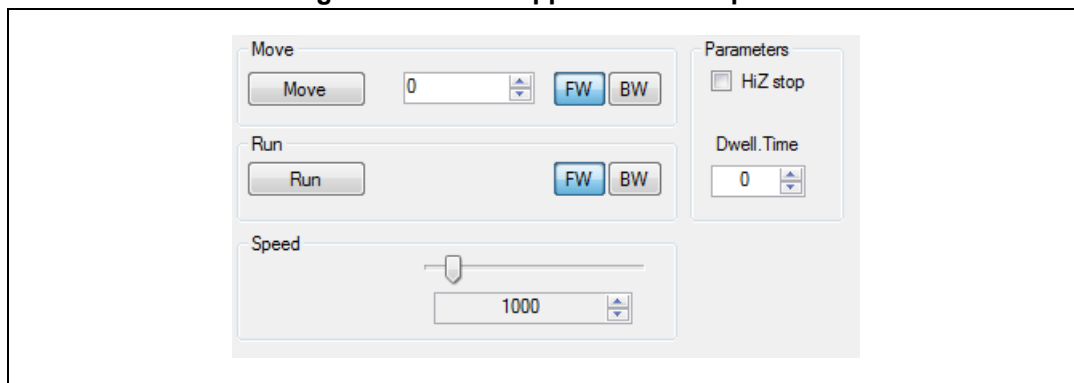 Move
Move 0 FW BW
Run
Run FW BW
Speed
1000
Parameters
HiZ stop
Dwell.Time
0